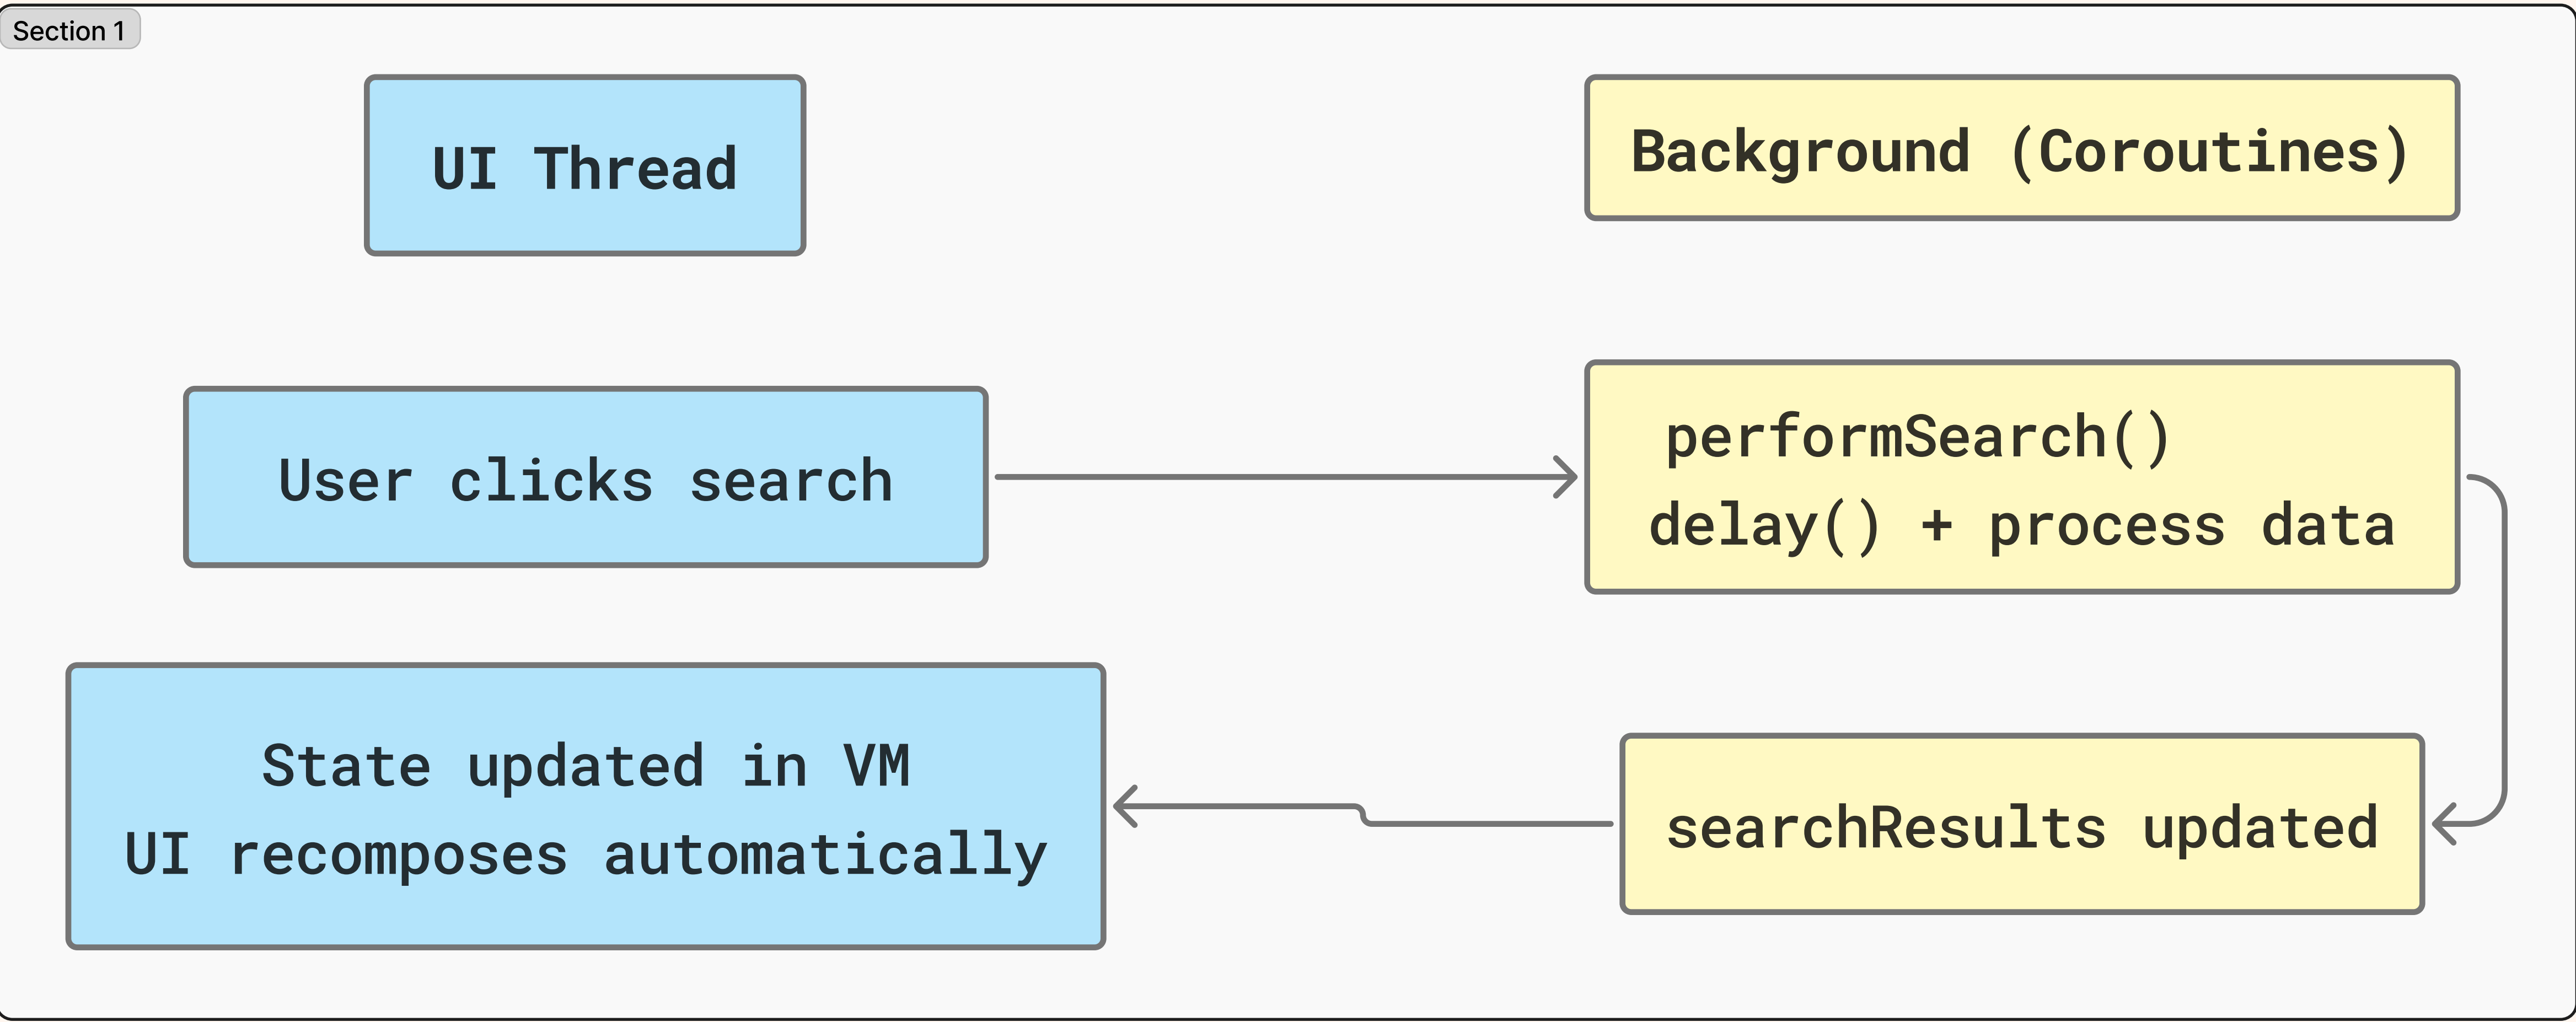 Section 1
UI Thread
Background (Coroutines)
User clicks search
performSearch()
delay() + process data
State updated in VM
UI recomposes automatically
searchResults updated